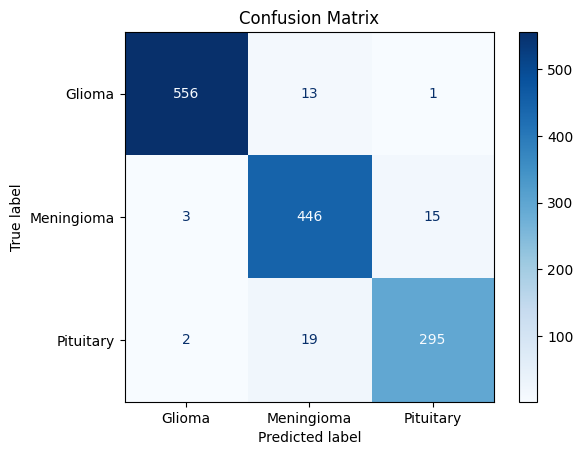 Confusion Matrix
Glioma 556 13 1
Meningioma 3 446 15
Pituitary 2 19 295
Glioma Meningioma Pituitary
Predicted label
True label
500
400
300
200
100